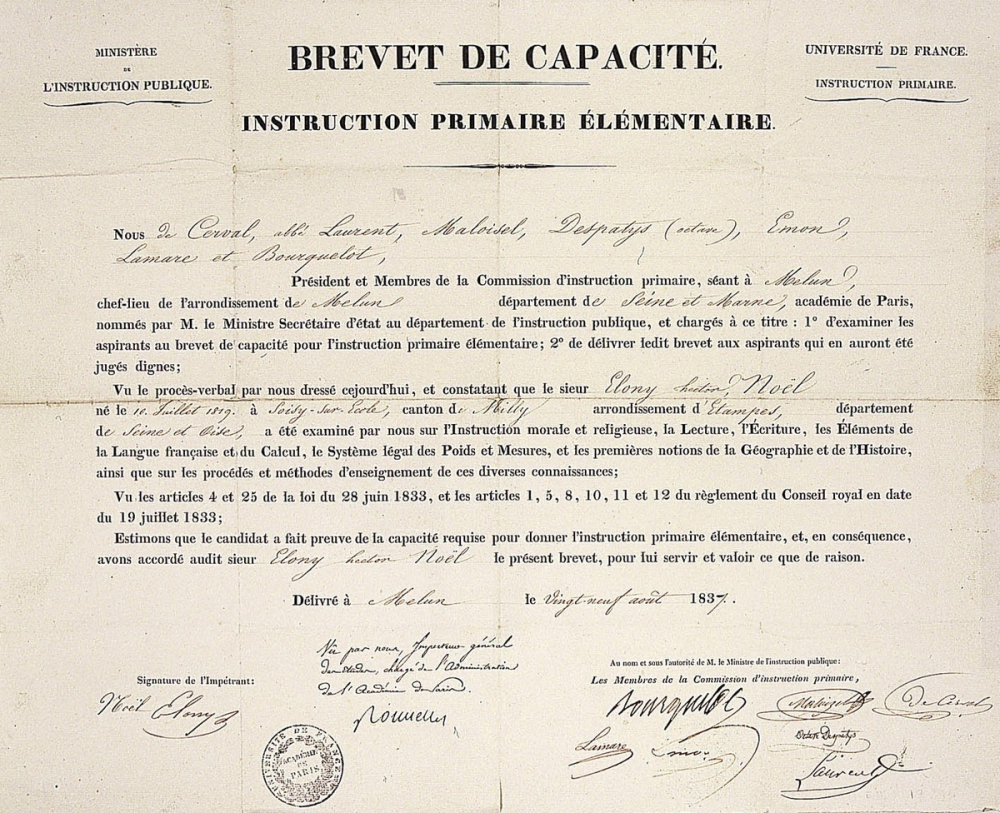 MINISTÈRE
DE
L'INSTRUCTION PUBLIQUE.
BREVET DE CAPACITÉ.
UNIVERSITÉ DE FRANCE.
INSTRUCTION PRIMAIRE.
INSTRUCTION PRIMAIRE ÉLÉMENTAIRE.
Nous de Cerval, abbé Laurent, Maloisel, Despatys (octave), Emon,
Lamare et Bourquelot,
Président et Membres de la Commission d'instruction primaire, séant à Melun,
chef-lieu de l'arrondissement de Melun département de Seine et Marne, académie de Paris,
nommés par M. le Ministre Secrétaire d'état au département de l'instruction publique, et chargés à ce titre : 1° d'examiner les
aspirants au brevet de capacité pour l'instruction primaire élémentaire; 2° de délivrer ledit brevet aux aspirants qui en auront été
jugés dignes;
Vu le procès-verbal par nous dressé cejourd'hui, et constatant que le sieur Elony hector Noël
né le 10 Juillet 1819. à Soisy-sur-Ecole, canton de Milly arrondissement d'Etampes, département
de Seine et Oise, a été examiné par nous sur l'Instruction morale et religieuse, la Lecture, l'Écriture, les Éléments de
la Langue française et du Calcul, le Système légal des Poids et Mesures, et les premières notions de la Géographie et de l'Histoire,
ainsi que sur les procédés et méthodes d'enseignement de ces diverses connaissances;
Vu les articles 4 et 25 de la loi du 28 juin 1833, et les articles 1, 5, 8, 10, 11 et 12 du règlement du Conseil royal en date
du 19 juillet 1833;
Estimons que le candidat a fait preuve de la capacité requise pour donner l'instruction primaire élémentaire, et, en conséquence,
avons accordé audit sieur Elony hector Noël le présent brevet, pour lui servir et valoir ce que de raison.
Délivré à Melun le Vingt-neuf août 1837.
Vu par nous, Inspecteur général
des études, chargé de l'Administration
de l'Académie de Paris.
Rousselle
Signature de l'Impétrant:
Noël Elony
UNIVERSITÉ DE FRANCE
ACADÉMIE
DE
PARIS
Au nom et sous l'autorité de M. le Ministre de l'instruction publique:
Les Membres de la Commission d'instruction primaire,
Bourquelot
Maloisel
De Cerval
Octave Despatys
Lamare
Emon
Laurent